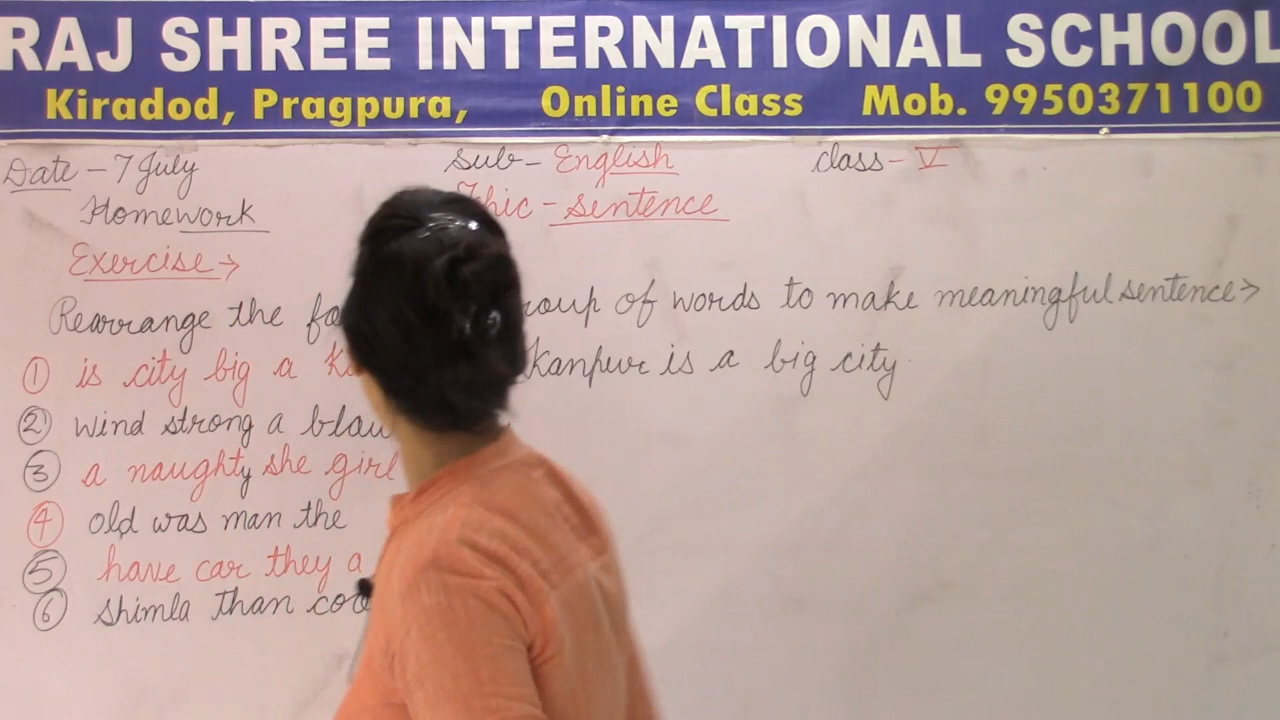 RAJ SHREE INTERNATIONAL SCHOOL
Kiradod, Pragpura, Online Class Mob. 9950371100
Date - 7 July Sub - English class - V
Homework - sentence
Exercise →
Rearrange the of words to make meaningful sentence →
① is city big a Kanpur is a big city
② wind strong a
③ a naughty she girl
④ old was man the
⑤ have car they a
⑥ shimla than